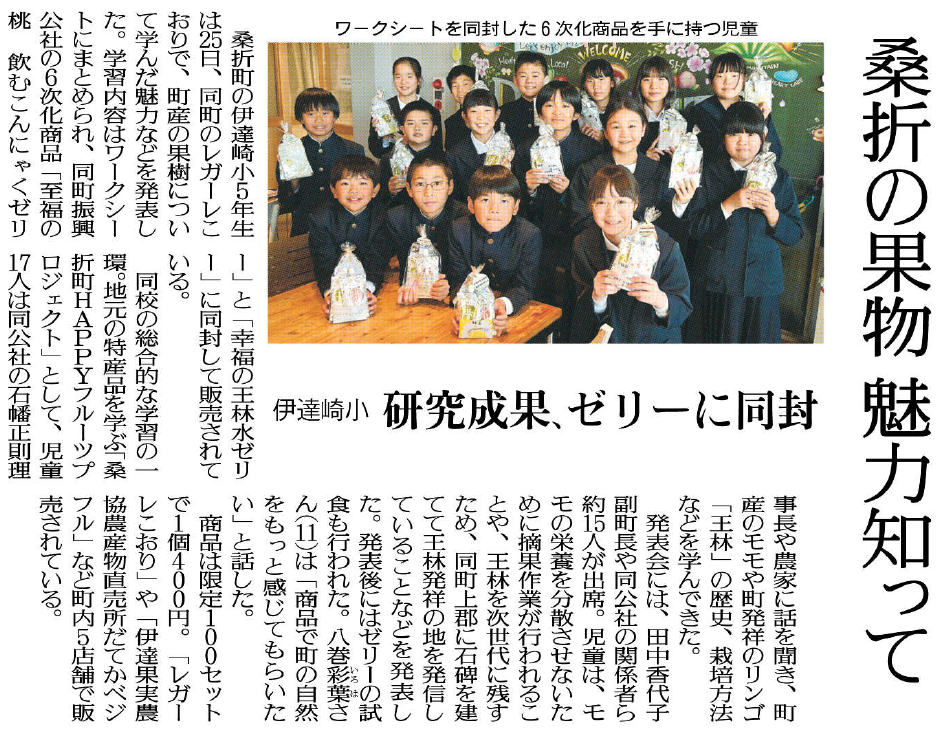 桑折の果物 魅力知って
ワークシートを同封した6次化商品を手に持つ児童
伊達崎小 研究成果、ゼリーに同封
桑折町の伊達崎小5年生
は25日、同町のレガーレこ
おりで、町産の果樹につい
て学んだ魅力などを発表し
た。学習内容はワークシー
トにまとめられ、同町振興
公社の6次化商品「至福の
桃 飲むこんにゃくゼリ
ー」と「幸福の王林水ゼリ
ー」に同封して販売されて
いる。
同校の総合的な学習の一
環。地元の特産品を学ぶ「桑
折町HAPPYフルーツプ
ロジェクト」として、児童
17人は同公社の石幡正則理
事長や農家に話を聞き、町
産のモモや町発祥のリンゴ
「王林」の歴史、栽培方法
などを学んできた。
発表会には、田中香代子
副町長や同公社の関係者ら
約15人が出席。児童は、モ
モの栄養を分散させないた
めに摘果作業が行われるこ
とや、王林を次世代に残す
ため、同町上郡に石碑を建
てて王林発祥の地を発信し
ていることなどを発表し
た。発表後にはゼリーの試
食も行われた。八巻彩葉さ
いろは
ん(11)は「商品で町の自然
をもっと感じてもらいた
い」と話した。
商品は限定100セット
で1個400円。「レガー
レこおり」や「伊達果実農
協農産物直売所だてかベジ
フル」など町内5店舗で販
売されている。
WELCOME